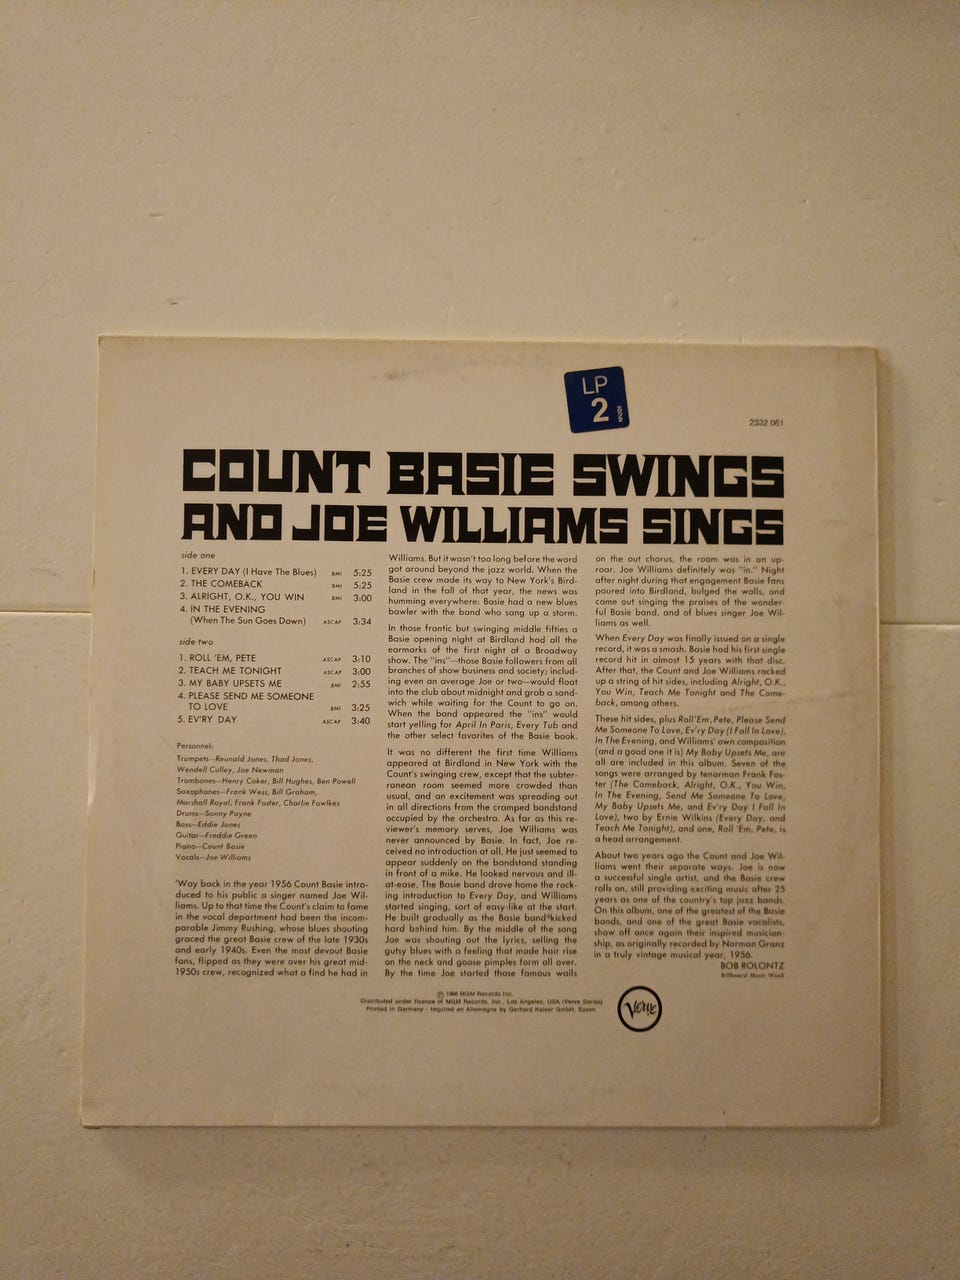 LP
2
2332 061
COUNT BASIE SWINGS
AND JOE WILLIAMS SINGS
side one
1. EVERY DAY (I Have The Blues) BMI 5:25
2. THE COMEBACK BMI 5:25
3. ALRIGHT, O.K., YOU WIN BMI 3:00
4. IN THE EVENING
(When The Sun Goes Down) ASCAP 3:34
side two
1. ROLL 'EM, PETE ASCAP 3:10
2. TEACH ME TONIGHT ASCAP 3:00
3. MY BABY UPSETS ME BMI 2:55
4. PLEASE SEND ME SOMEONE
TO LOVE BMI 3:25
5. EV'RY DAY ASCAP 3:40
Personnel:
Trumpets—Reunald Jones, Thad Jones,
Wendell Culley, Joe Newman
Trombones—Henry Coker, Bill Hughes, Ben Powell
Saxophones—Frank Wess, Bill Graham,
Marshall Royal, Frank Foster, Charlie Fowlkes
Drums—Sonny Payne
Bass—Eddie Jones
Guitar—Freddie Green
Piano—Count Basie
Vocals—Joe Williams
'Way back in the year 1956 Count Basie intro-
duced to his public a singer named Joe Wil-
liams. Up to that time the Count's claim to fame
in the vocal department had been the incom-
parable Jimmy Rushing, whose blues shouting
graced the great Basie crew of the late 1930s
and early 1940s. Even the most devout Basie
fans, flipped as they were over his great mid-
1950s crew, recognized what a find he had in
Williams. But it wasn't too long before the word
got around beyond the jazz world. When the
Basie crew made its way to New York's Bird-
land in the fall of that year, the news was
humming everywhere: Basie had a new blues
bawler with the band who sang up a storm.
In those frantic but swinging middle fifties a
Basie opening night at Birdland had all the
earmarks of the first night of a Broadway
show. The "ins"—those Basie followers from all
branches of show business and society; includ-
ing even an average Joe or two—would float
into the club about midnight and grab a sand-
wich while waiting for the Count to go on.
When the band appeared the "ins" would
start yelling for April In Paris, Every Tub and
the other select favorites of the Basie book.
It was no different the first time Williams
appeared at Birdland in New York with the
Count's swinging crew, except that the subter-
ranean room seemed more crowded than
usual, and an excitement was spreading out
in all directions from the cramped bandstand
occupied by the orchestra. As far as this re-
viewer's memory serves, Joe Williams was
never announced by Basie. In fact, Joe re-
ceived no introduction at all. He just seemed to
appear suddenly on the bandstand standing
in front of a mike. He looked nervous and ill-
at-ease. The Basie band drove home the rock-
ing introduction to Every Day, and Williams
started singing, sort of easy-like at the start.
He built gradually as the Basie band kicked
hard behind him. By the middle of the song
Joe was shouting out the lyrics, selling the
gutsy blues with a feeling that made hair rise
on the neck and goose pimples form all over.
By the time Joe started those famous wails
on the out chorus, the room was in an up-
roar. Joe Williams definitely was "in." Night
after night during that engagement Basie fans
poured into Birdland, bulged the walls, and
came out singing the praises of the wonder-
ful Basie band, and of blues singer Joe Wil-
liams as well.
When Every Day was finally issued on a single
record, it was a smash. Basie had his first single
record hit in almost 15 years with that disc.
After that, the Count and Joe Williams racked
up a string of hit sides, including Alright, O.K.,
You Win, Teach Me Tonight and The Come-
back, among others.
These hit sides, plus Roll 'Em, Pete, Please Send
Me Someone To Love, Ev'ry Day (I Fall In Love),
In The Evening, and Williams' own composition
(and a good one it is) My Baby Upsets Me, are
all are included in this album. Seven of the
songs were arranged by tenorman Frank Fos-
ter (The Comeback, Alright, O.K., You Win,
In The Evening, Send Me Someone To Love,
My Baby Upsets Me, and Ev'ry Day I Fall In
Love), two by Ernie Wilkins (Every Day, and
Teach Me Tonight), and one, Roll 'Em, Pete, is
a head arrangement.
About two years ago the Count and Joe Wil-
liams went their separate ways. Joe is now
a successful single artist, and the Basie crew
rolls on, still providing exciting music after 25
years as one of the country's top jazz bands.
On this album, one of the greatest of the Basie
bands, and one of the great Basie vocalists,
show off once again their inspired musician-
ship, as originally recorded by Norman Granz
in a truly vintage musical year, 1956.
BOB ROLONTZ
Billboard Music Week
Ⓟ 1966 MGM Records Inc.
Distributed under license of MGM Records, Inc., Los Angeles, USA (Verve Series)
Printed in Germany · Imprimé en Allemagne by Gerhard Kaiser GmbH, Essen
Verve